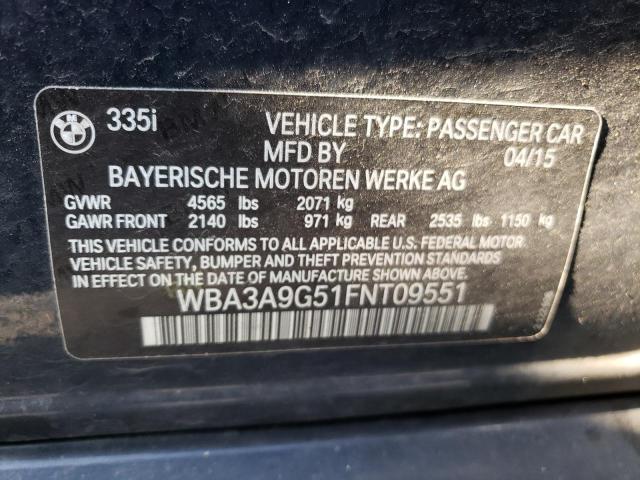 335i VEHICLE TYPE: PASSENGER CAR
MFD BY 04/15
BAYERISCHE MOTOREN WERKE AG
GVWR 4565 lbs 2071 kg
GAWR FRONT 2140 lbs 971 kg REAR 2535 lbs 1150 kg
THIS VEHICLE CONFORMS TO ALL APPLICABLE U.S. FEDERAL MOTOR
VEHICLE SAFETY, BUMPER AND THEFT PREVENTION STANDARDS
IN EFFECT ON THE DATE OF MANUFACTURE SHOWN ABOVE.
WBA3A9G51FNT09551